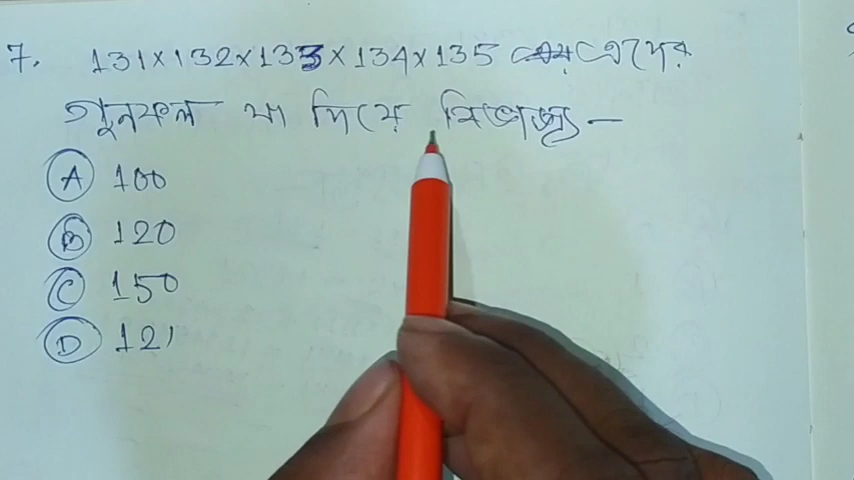 7. 131×132×133×134×135 এদের
গুনফল যা দিয়ে বিভাজ্য —
A 100
B 120
C 150
D 121